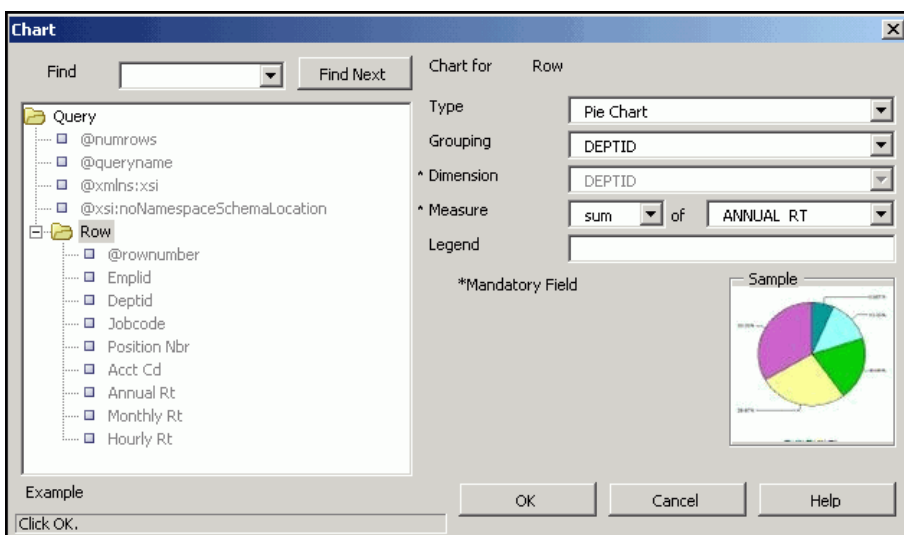 Chart
Find
Find Next
Query
@numrows
@queryname
@xmlns:xsi
@xsi:noNamespaceSchemaLocation
Row
@rownumber
Emplid
Deptid
Jobcode
Position Nbr
Acct Cd
Annual Rt
Monthly Rt
Hourly Rt
Example
Click OK.
Chart for Row
Type Pie Chart
Grouping DEPTID
* Dimension DEPTID
* Measure sum of ANNUAL RT
Legend
*Mandatory Field
Sample
OK Cancel Help